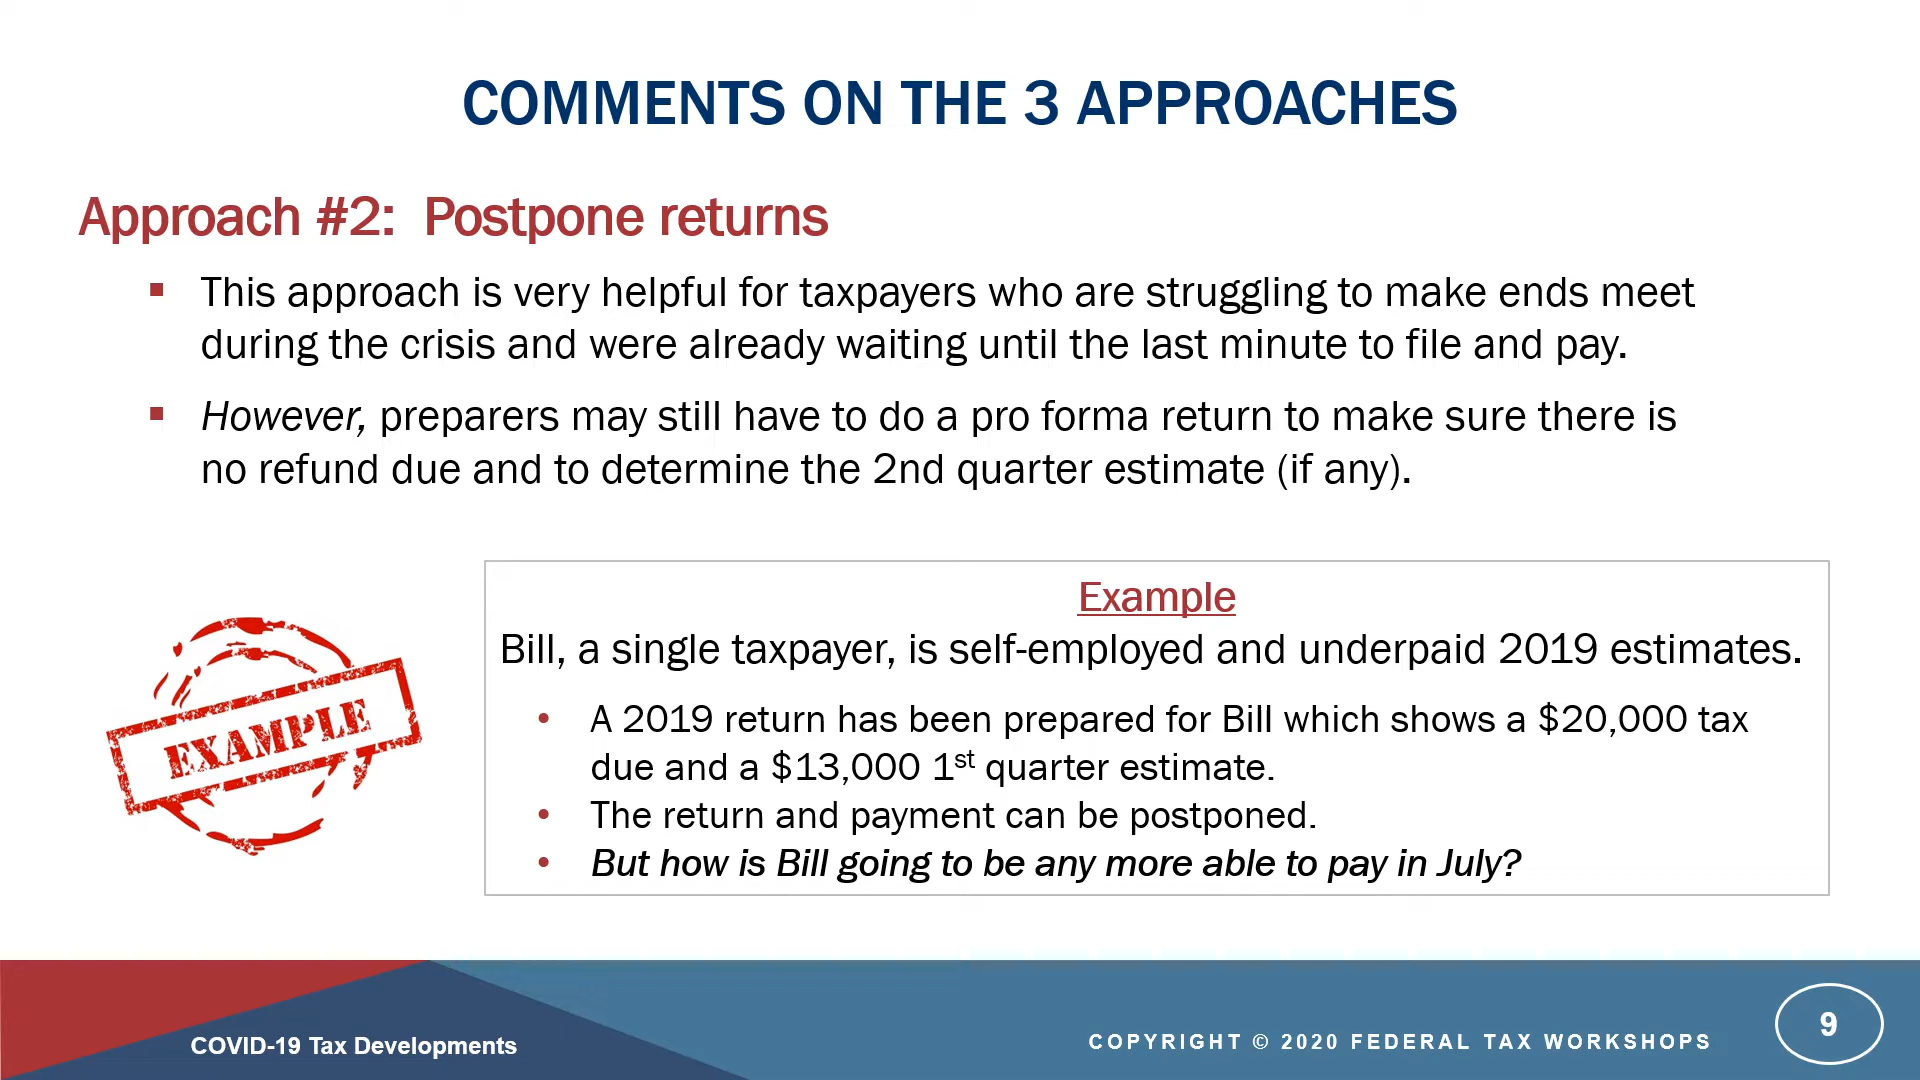 COMMENTS ON THE 3 APPROACHES
Approach #2: Postpone returns
▪ This approach is very helpful for taxpayers who are struggling to make ends meet
during the crisis and were already waiting until the last minute to file and pay.
▪ However, preparers may still have to do a pro forma return to make sure there is
no refund due and to determine the 2nd quarter estimate (if any).
EXAMPLE
Example
Bill, a single taxpayer, is self-employed and underpaid 2019 estimates.
• A 2019 return has been prepared for Bill which shows a $20,000 tax
due and a $13,000 1st quarter estimate.
• The return and payment can be postponed.
• But how is Bill going to be any more able to pay in July?
COVID-19 Tax Developments
COPYRIGHT © 2020 FEDERAL TAX WORKSHOPS
9